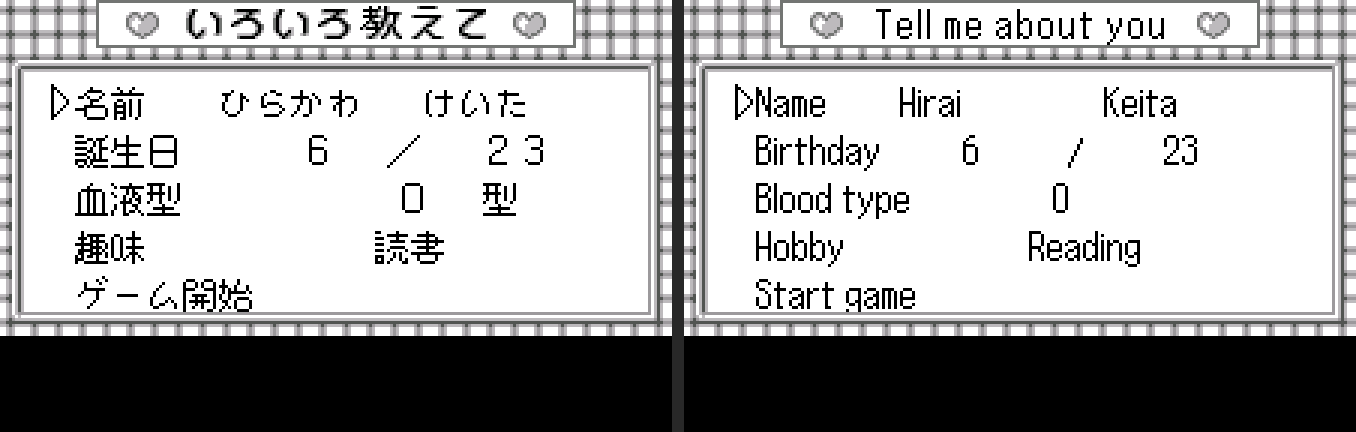 いろいろ教えて
名前 ひらかわ けいた
誕生日 6 / 23
血液型 O 型
趣味 読書
ゲーム開始
Tell me about you
Name Hirai Keita
Birthday 6 / 23
Blood type O
Hobby Reading
Start game